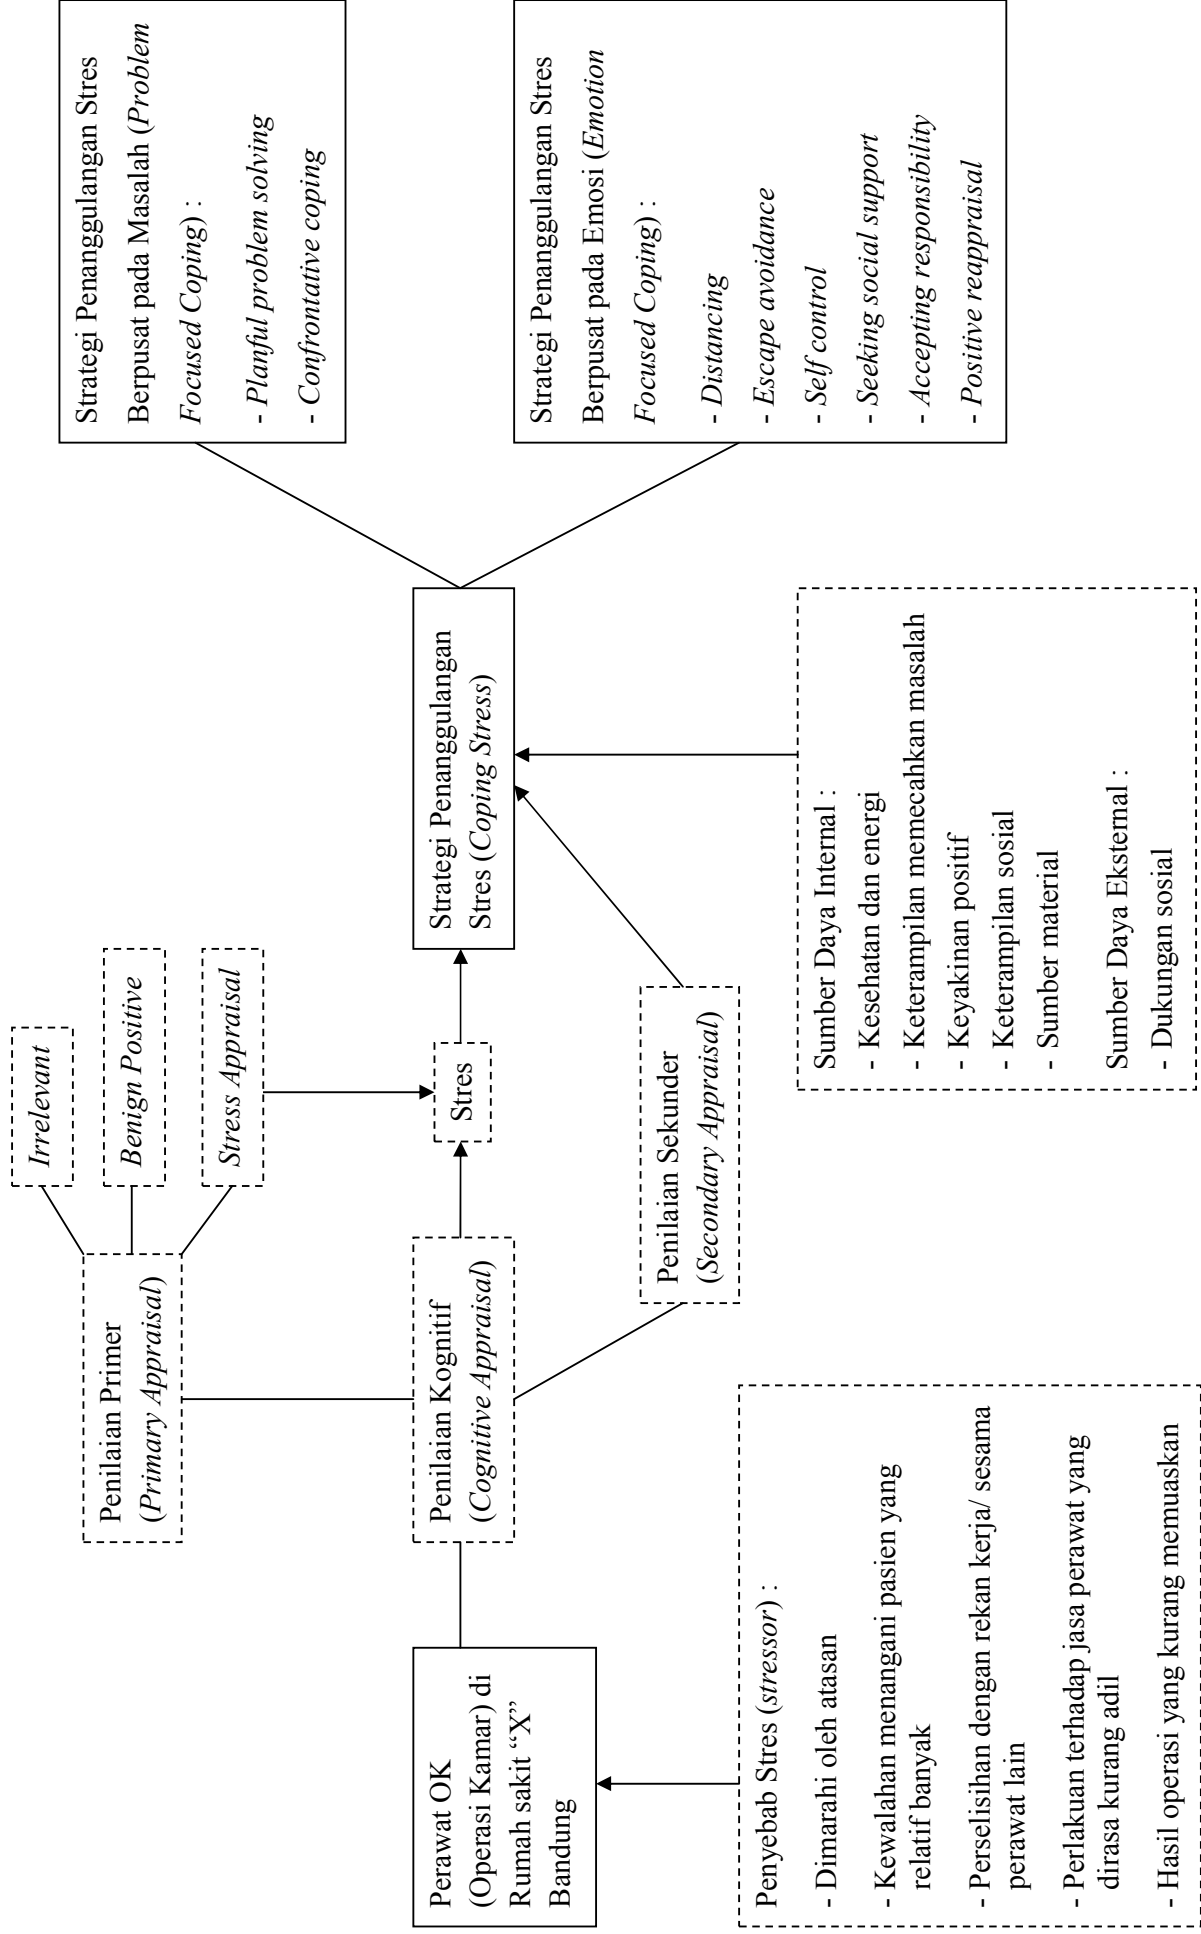 Perawat OK
(Operasi Kamar) di
Rumah sakit “X”
Bandung
Penyebab Stres (stressor) :
- Dimarahi oleh atasan
- Kewalahan menangani pasien yang
relatif banyak
- Perselisihan dengan rekan kerja/ sesama
perawat lain
- Perlakuan terhadap jasa perawat yang
dirasa kurang adil
- Hasil operasi yang kurang memuaskan
Penilaian Primer
(Primary Appraisal)
Irrelevant
Benign Positive
Stress Appraisal
Penilaian Kognitif
(Cognitive Appraisal)
Stres
Penilaian Sekunder
(Secondary Appraisal)
Strategi Penanggulangan
Stres (Coping Stress)
Sumber Daya Internal :
- Kesehatan dan energi
- Keterampilan memecahkan masalah
- Keyakinan positif
- Keterampilan sosial
- Sumber material
Sumber Daya Eksternal :
- Dukungan sosial
Strategi Penanggulangan Stres
Berpusat pada Masalah (Problem
Focused Coping) :
- Planful problem solving
- Confrontative coping
Strategi Penanggulangan Stres
Berpusat pada Emosi (Emotion
Focused Coping) :
- Distancing
- Escape avoidance
- Self control
- Seeking social support
- Accepting responsibility
- Positive reappraisal